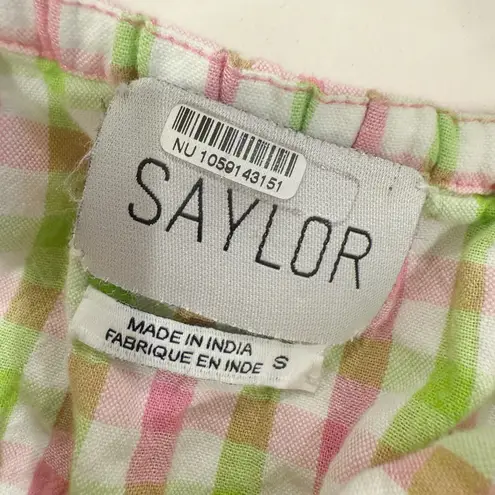 NU 1059143151
SAYLOR
MADE IN INDIA
FABRIQUE EN INDE S